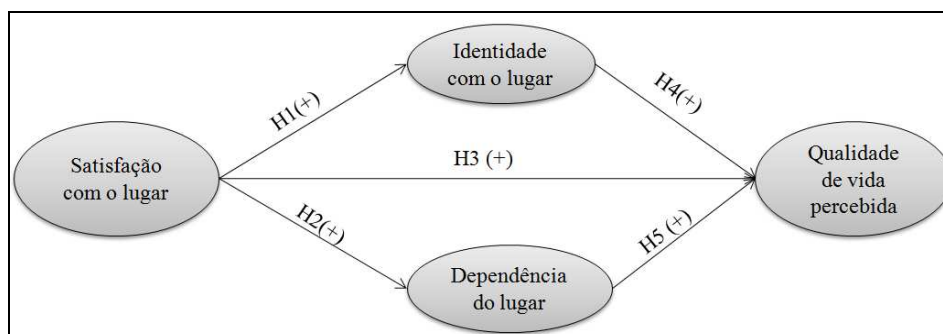 Identidade
com o lugar
H1(+)
H4(+)
Satisfação
com o lugar
H3 (+)
Qualidade
de vida
percebida
H2(+)
H5 (+)
Dependência
do lugar